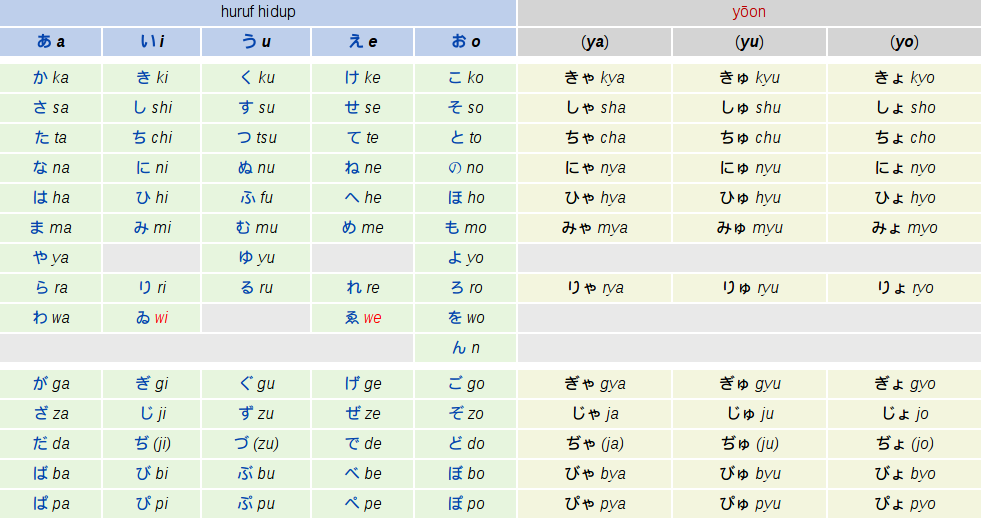 huruf hidup yōon
あ a い i う u え e お o (ya) (yu) (yo)
か ka き ki く ku け ke こ ko きゃ kya きゅ kyu きょ kyo
さ sa し shi す su せ se そ so しゃ sha しゅ shu しょ sho
た ta ち chi つ tsu て te と to ちゃ cha ちゅ chu ちょ cho
な na に ni ぬ nu ね ne の no にゃ nya にゅ nyu にょ nyo
は ha ひ hi ふ fu へ he ほ ho ひゃ hya ひゅ hyu ひょ hyo
ま ma み mi む mu め me も mo みゃ mya みゅ myu みょ myo
や ya ゆ yu よ yo
ら ra り ri る ru れ re ろ ro りゃ rya りゅ ryu りょ ryo
わ wa ゐ wi ゑ we を wo
ん n
が ga ぎ gi ぐ gu げ ge ご go ぎゃ gya ぎゅ gyu ぎょ gyo
ざ za じ ji ず zu ぜ ze ぞ zo じゃ ja じゅ ju じょ jo
だ da ぢ (ji) づ (zu) で de ど do ぢゃ (ja) ぢゅ (ju) ぢょ (jo)
ば ba び bi ぶ bu べ be ぼ bo びゃ bya びゅ byu びょ byo
ぱ pa ぴ pi ぷ pu ぺ pe ぽ po ぴゃ pya ぴゅ pyu ぴょ pyo